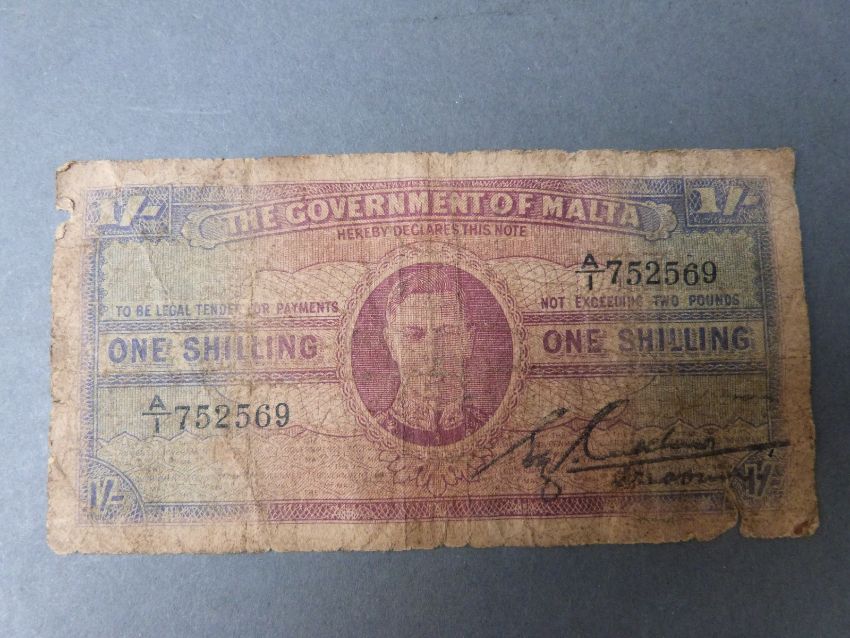 1/- 1/-
THE GOVERNMENT OF MALTA
HEREBY DECLARES THIS NOTE
A/1 752569
TO BE LEGAL TENDER FOR PAYMENTS NOT EXCEEDING TWO POUNDS
ONE SHILLING ONE SHILLING
A/1 752569
1/- 1/-